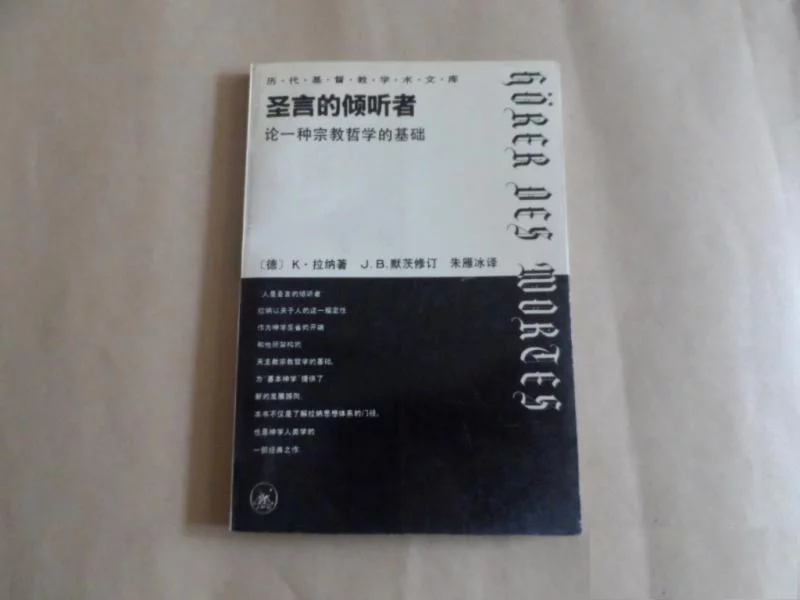 历·代·基·督·教·学·术·文·库
圣言的倾听者
论一种宗教哲学的基础
〔德〕K·拉纳著 J.B.默茨修订 朱雁冰译
HÖRER DES WORTES
人是圣言的倾听者
拉纳以关于人的这一规定性
作为神学反省的开端
和他所架构的
天主教宗教哲学的基础，
为“基本神学”提供了
新的发展路向。
本书不仅是了解拉纳思想体系的门径，
也是神学人类学的
一部经典之作。